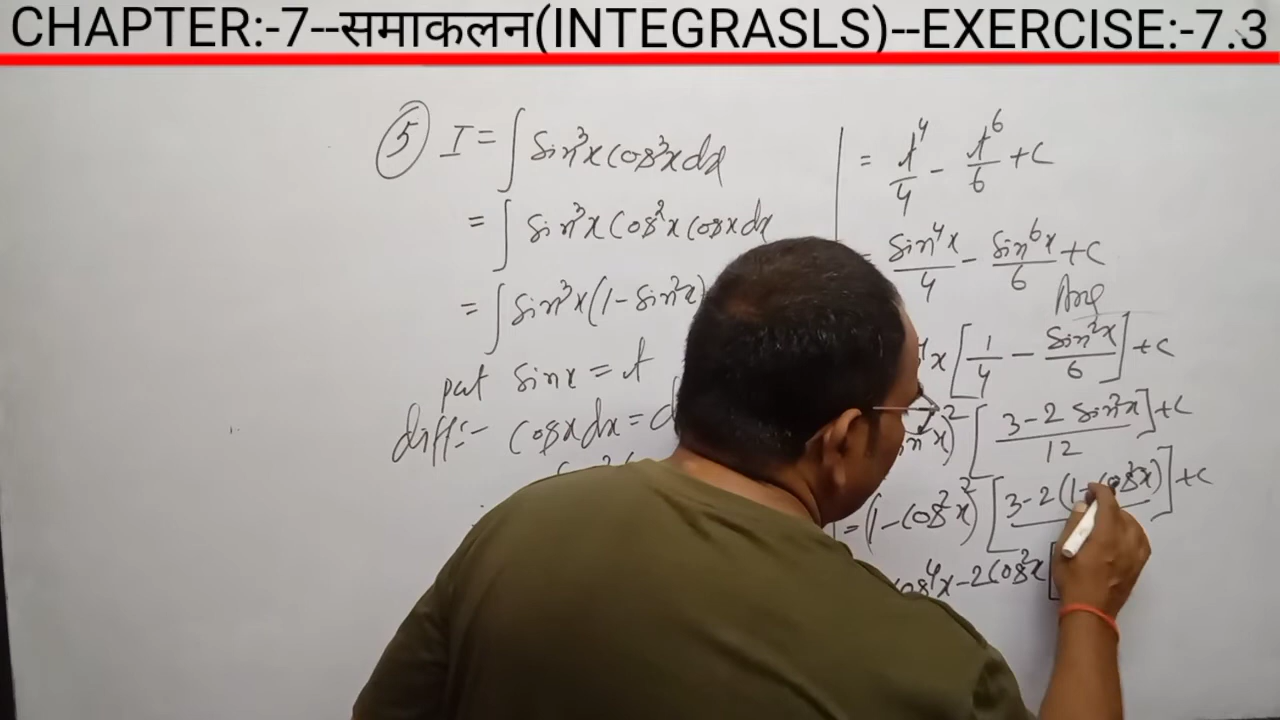 CHAPTER:-7--समाकलन(INTEGRASLS)--EXERCISE:-7.3
5 I = ∫ Sin³x Cos³x dx
= ∫ Sin³x Cos²x Cosx dx
= ∫ Sin³x (1 - Sin²x)
put Sinx = t
diff:- Cosx dx = d
= t⁴/4 - t⁶/6 + C
= Sin⁴x/4 - Sin⁶x/6 + C
Ans
x [1/4 - Sin²x/6] + C
x)² [3 - 2 Sin²x/12] + C
= (1 - Cos²x)² [3 - 2(1 - Cos²x)] + C
Cos⁴x - 2Cos²x [